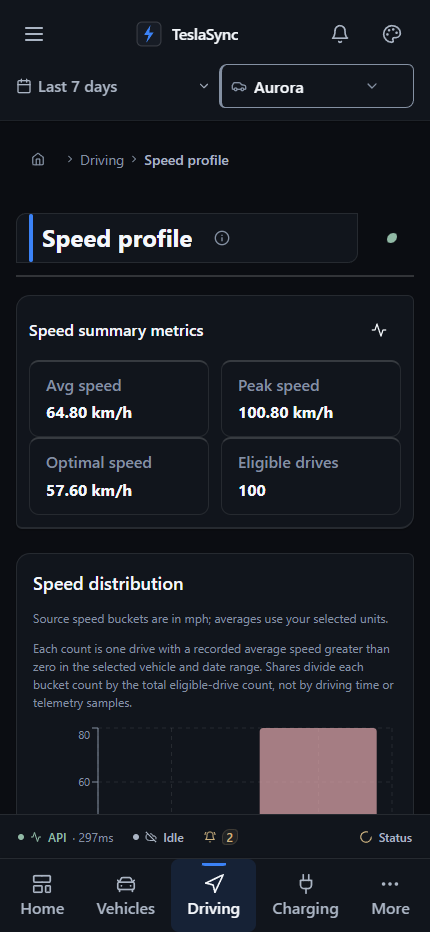 TeslaSync
Last 7 days
Aurora
Driving
Speed profile
Speed profile
Speed summary metrics
Avg speed
64.80 km/h
Peak speed
100.80 km/h
Optimal speed
57.60 km/h
Eligible drives
100
Speed distribution
Source speed buckets are in mph; averages use your selected units.
Each count is one drive with a recorded average speed greater than
zero in the selected vehicle and date range. Shares divide each
bucket count by the total eligible-drive count, not by driving time or
telemetry samples.
80
60
API · 297ms
Idle
2
Status
Home
Vehicles
Driving
Charging
More